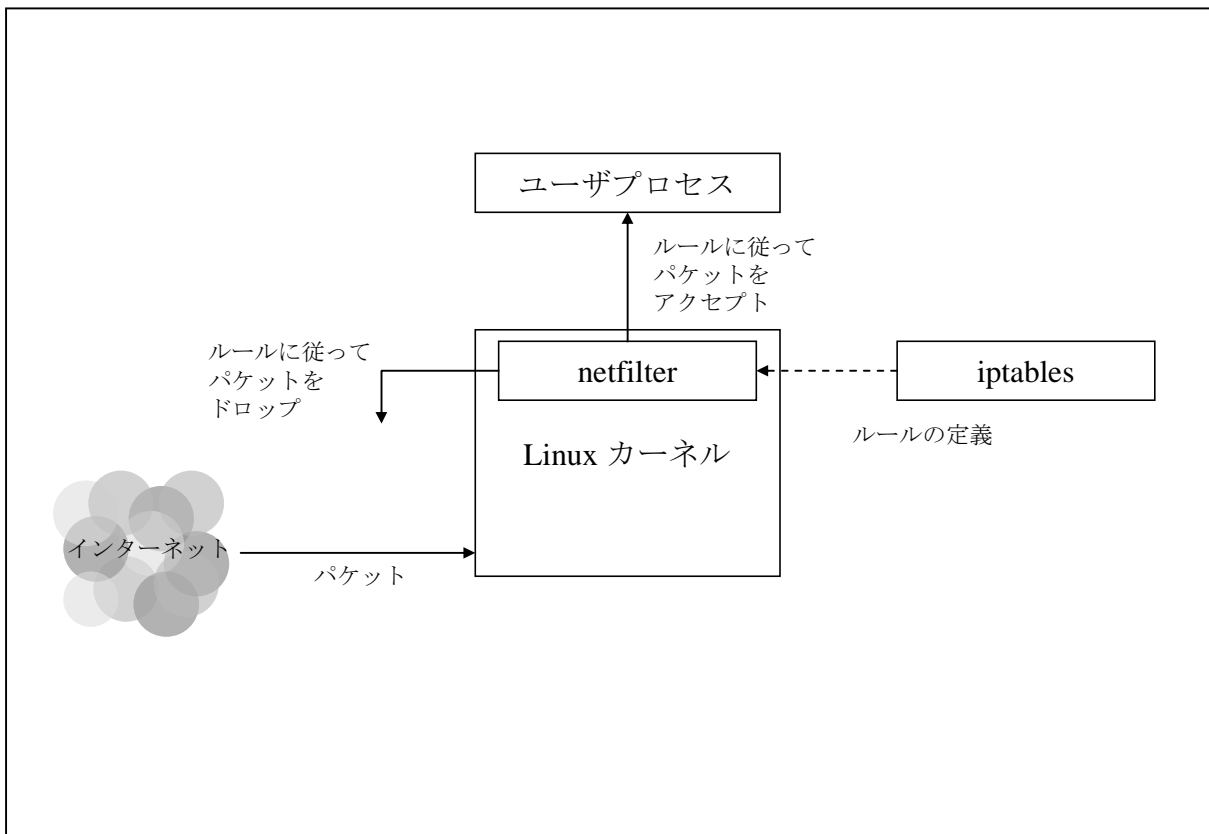 ユーザプロセス
ルールに従って
パケットを
アクセプト
ルールに従って
パケットを
ドロップ
netfilter
iptables
ルールの定義
Linux カーネル
インターネット
パケット